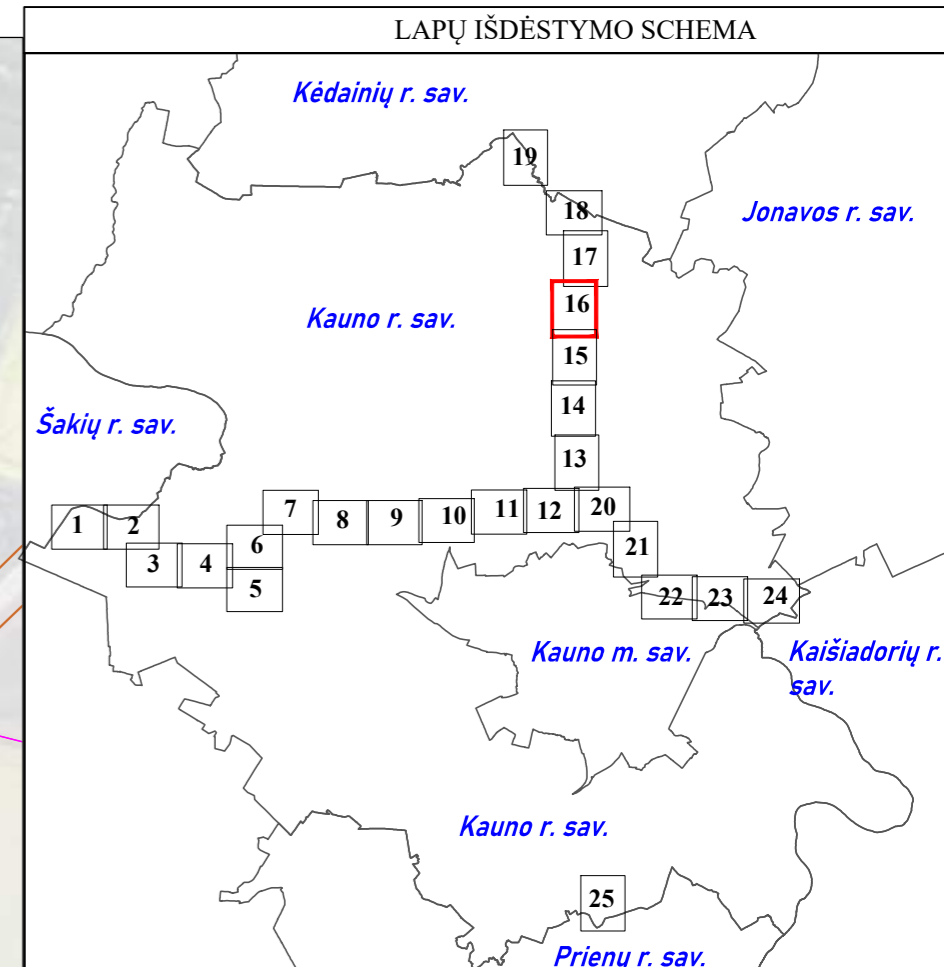 LAPŲ IŠDĖSTYMO SCHEMA
Kėdainių r. sav.
19
18
Jonavos r. sav.
17
16
Kauno r. sav.
15
14
Šakių r. sav.
13
7
11
12
20
1
2
8
9
10
6
21
3
4
5
22
23
24
Kauno m. sav.
Kaišiadorių r.
sav.
Kauno r. sav.
25
Prienų r. sav.